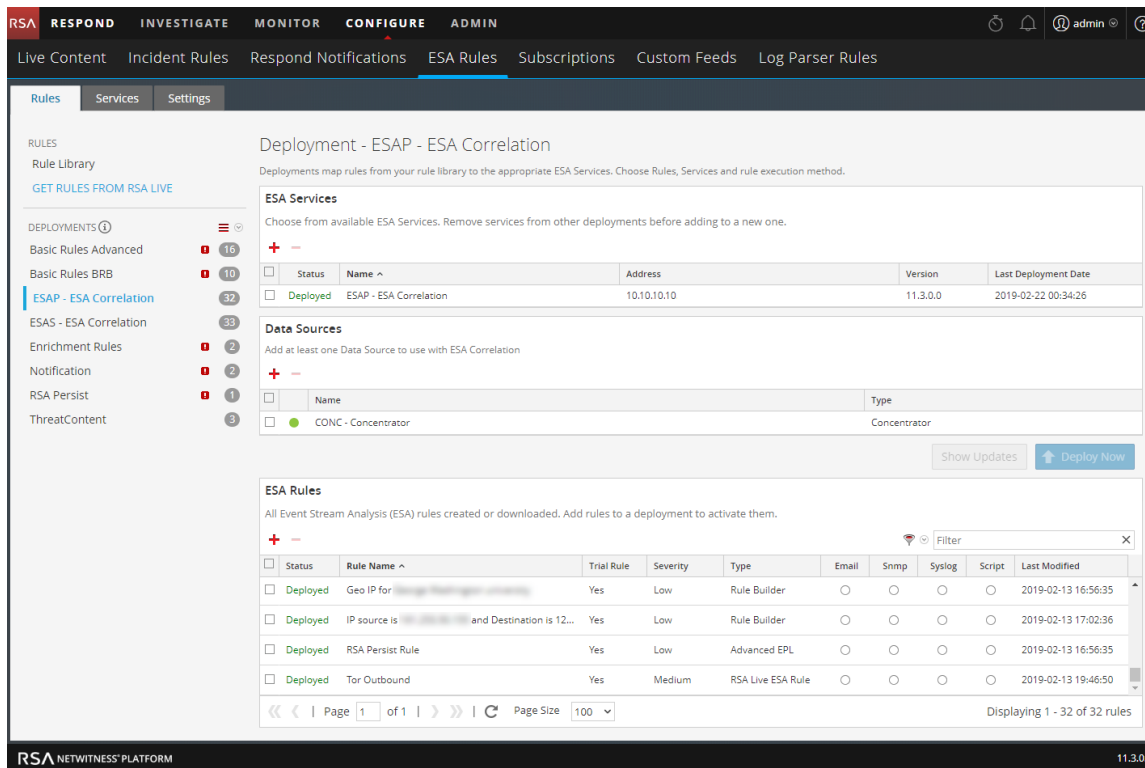 RSA RESPOND INVESTIGATE MONITOR CONFIGURE ADMIN admin
Live Content Incident Rules Respond Notifications ESA Rules Subscriptions Custom Feeds Log Parser Rules
Rules Services Settings
RULES
Rule Library
GET RULES FROM RSA LIVE
DEPLOYMENTS
Basic Rules Advanced 16
Basic Rules BRB 10
ESAP - ESA Correlation 32
ESAS - ESA Correlation 33
Enrichment Rules 2
Notification 2
RSA Persist 1
ThreatContent 3
Deployment - ESAP - ESA Correlation
Deployments map rules from your rule library to the appropriate ESA Services. Choose Rules, Services and rule execution method.
ESA Services
Choose from available ESA Services. Remove services from other deployments before adding to a new one.
Status Name Address Version Last Deployment Date
Deployed ESAP - ESA Correlation 10.10.10.10 11.3.0.0 2019-02-22 00:34:26
Data Sources
Add at least one Data Source to use with ESA Correlation
Name Type
CONC - Concentrator Concentrator
Show Updates Deploy Now
ESA Rules
All Event Stream Analysis (ESA) rules created or downloaded. Add rules to a deployment to activate them.
Filter
Status Rule Name Trial Rule Severity Type Email Snmp Syslog Script Last Modified
Deployed Geo IP for Yes Low Rule Builder 2019-02-13 16:56:35
Deployed IP source is and Destination is 12... Yes Low Rule Builder 2019-02-13 17:02:36
Deployed RSA Persist Rule Yes Low Advanced EPL 2019-02-13 16:56:35
Deployed Tor Outbound Yes Medium RSA Live ESA Rule 2019-02-13 19:46:50
Page 1 of 1 Page Size 100 Displaying 1 - 32 of 32 rules
RSA NETWITNESS® PLATFORM 11.3.0